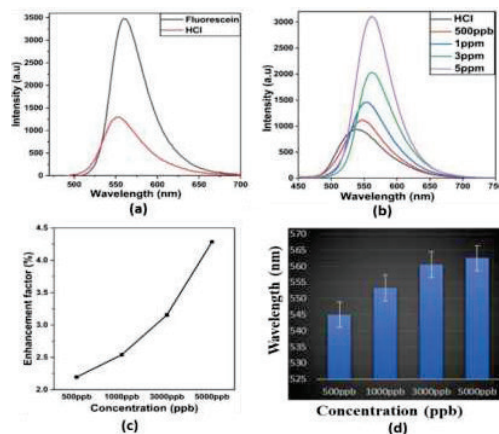 Fluorescein
HCl
Intensity (a.u)
3500
3000
2500
2000
1500
1000
500
0
500
550
600
650
700
Wavelength (nm)
(a)
HCl
500ppb
1ppm
3ppm
5ppm
Intensity (a.u)
3000
2500
2000
1500
1000
500
0
450
500
550
600
650
700
75
Wavelength (nm)
(b)
Enhancement factor (%)
4.5
4.0
3.5
3.0
2.5
2.0
500ppb
1000ppb
3000ppb
5000ppb
Concentration (ppb)
(c)
Wavelength (nm)
570
565
560
555
550
545
540
535
530
525
500ppb
1000ppb
3000ppb
5000ppb
Concentration (ppb)
(d)